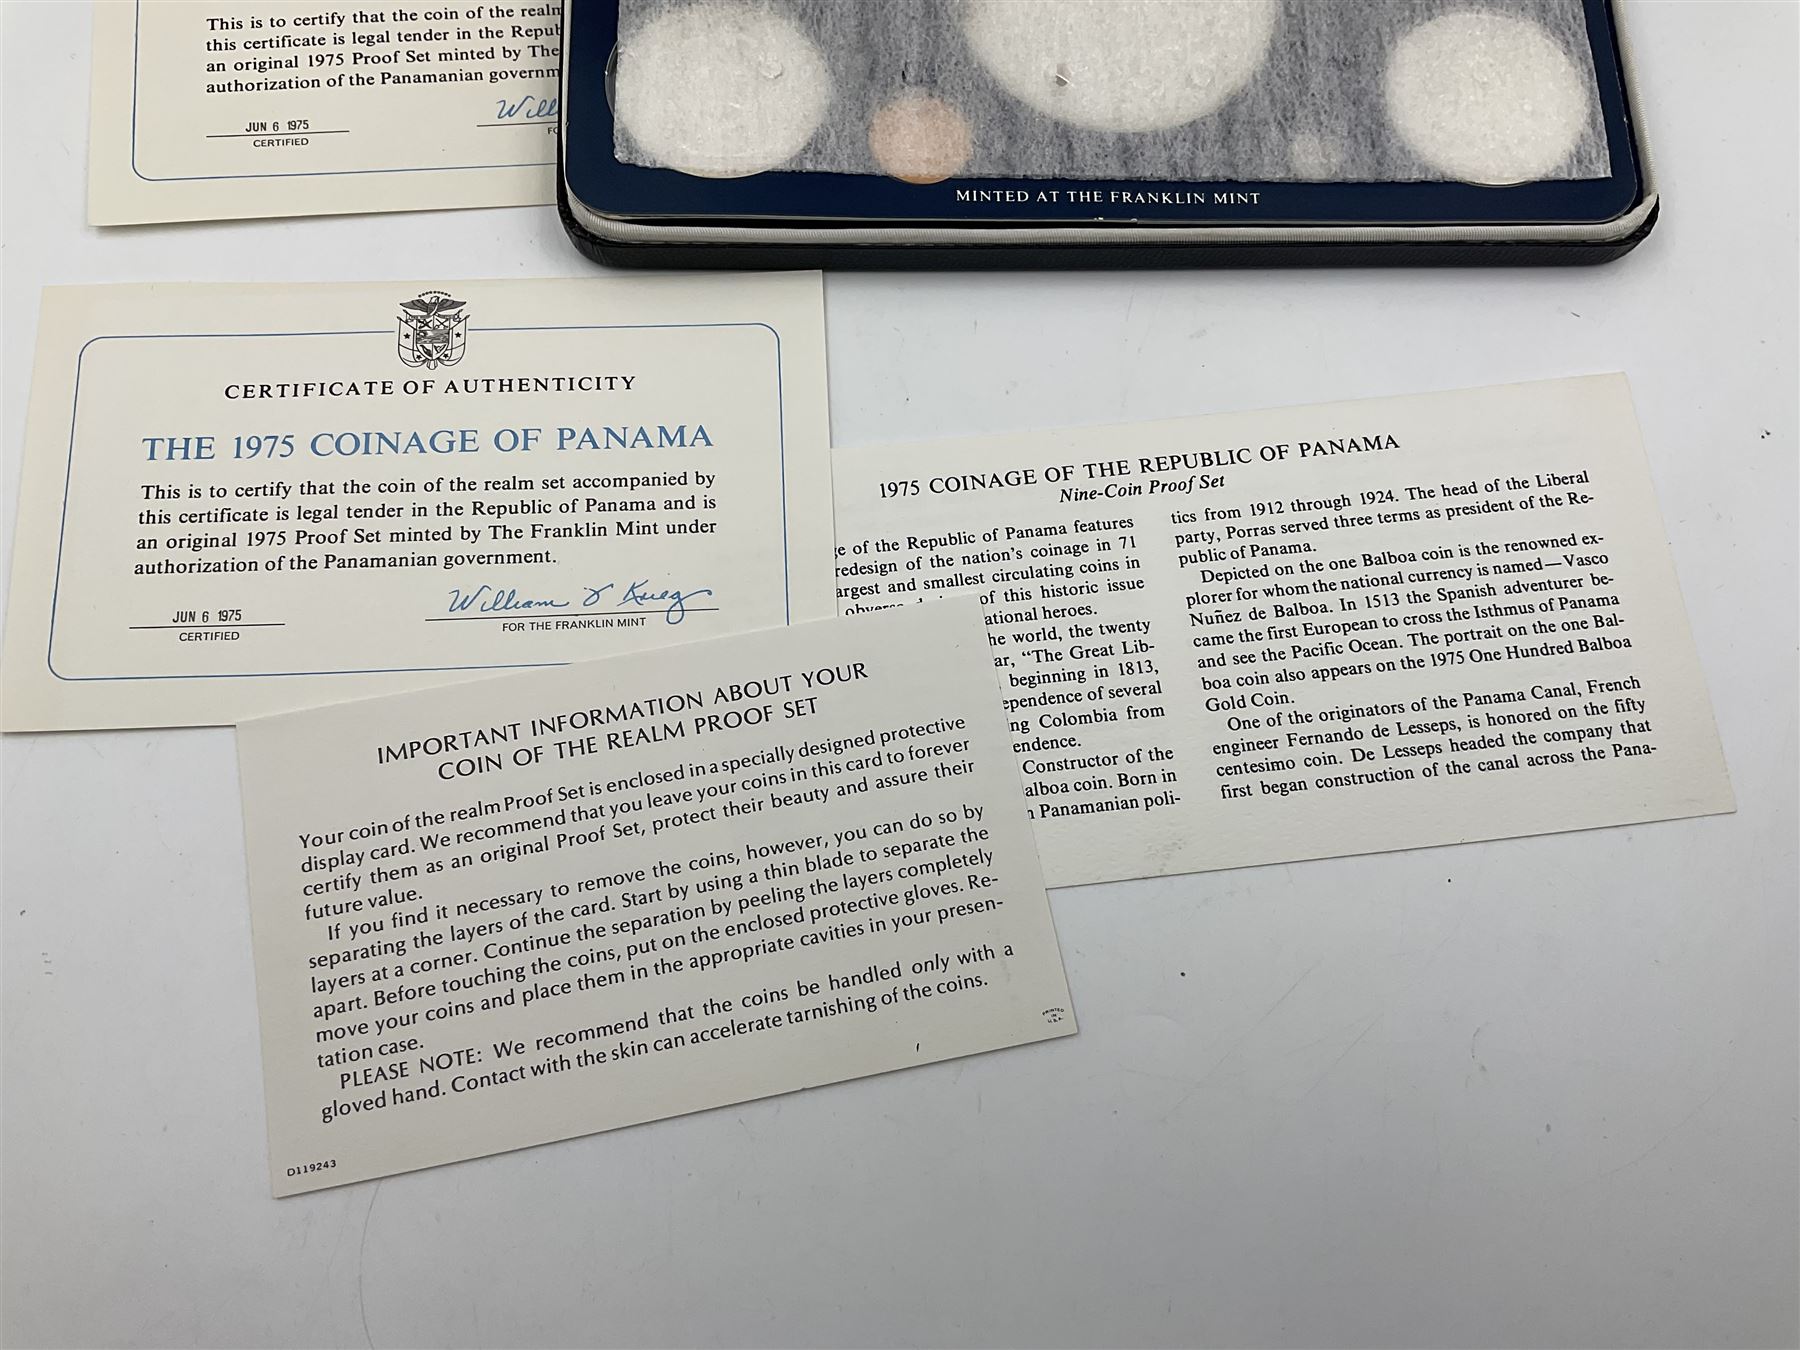 This is to certify that the coin of the realm
this certificate is legal tender in the
an original 1975 Proof Set minted by The
authorization of the Panamanian
JUN 6 1975
CERTIFIED
MINTED AT THE FRANKLIN MINT
CERTIFICATE OF AUTHENTICITY
THE 1975 COINAGE OF PANAMA
This is to certify that the coin of the realm set accompanied by
this certificate is legal tender in the Republic of Panama and is
an original 1975 Proof Set minted by The Franklin Mint under
authorization of the Panamanian government.
JUN 6 1975
CERTIFIED
William T Krieg
FOR THE FRANKLIN MINT
1975 COINAGE OF THE REPUBLIC OF PANAMA
Nine-Coin Proof Set
of the Republic of Panama features
redesign of the nation's coinage in 71
largest and smallest circulating coins in
of this historic issue
national heroes.
the world, the twenty
"The Great Lib-
beginning in 1813,
Colombia from
Constructor of the
coin. Born in
Panamanian poli-
tics from 1912 through 1924. The head of the Liberal
party, Porras served three terms as president of the Re-
public of Panama.
Depicted on the one Balboa coin is the renowned ex-
plorer for whom the national currency is named—Vasco
Nuñez de Balboa. In 1513 the Spanish adventurer be-
came the first European to cross the Isthmus of Panama
and see the Pacific Ocean. The portrait on the one Bal-
boa coin also appears on the 1975 One Hundred Balboa
Gold Coin.
One of the originators of the Panama Canal, French
engineer Fernando de Lesseps, is honored on the fifty
centesimo coin. De Lesseps headed the company that
first began construction of the canal across the Pana-
IMPORTANT INFORMATION ABOUT YOUR
COIN OF THE REALM PROOF SET
Your coin of the realm Proof Set is enclosed in a specially designed protective
display card. We recommend that you leave your coins in this card to forever
certify them as an original Proof Set, protect their beauty and assure their
future value.
If you find it necessary to remove the coins, however, you can do so by
separating the layers of the card. Start by using a thin blade to separate the
layers at a corner. Continue the separation by peeling the layers completely
apart. Before touching the coins, put on the enclosed protective gloves. Re-
move your coins and place them in the appropriate cavities in your presen-
tation case.
PLEASE NOTE: We recommend that the coins be handled only with a
gloved hand. Contact with the skin can accelerate tarnishing of the coins.
PRINTED
IN
U.S.A.
D119243